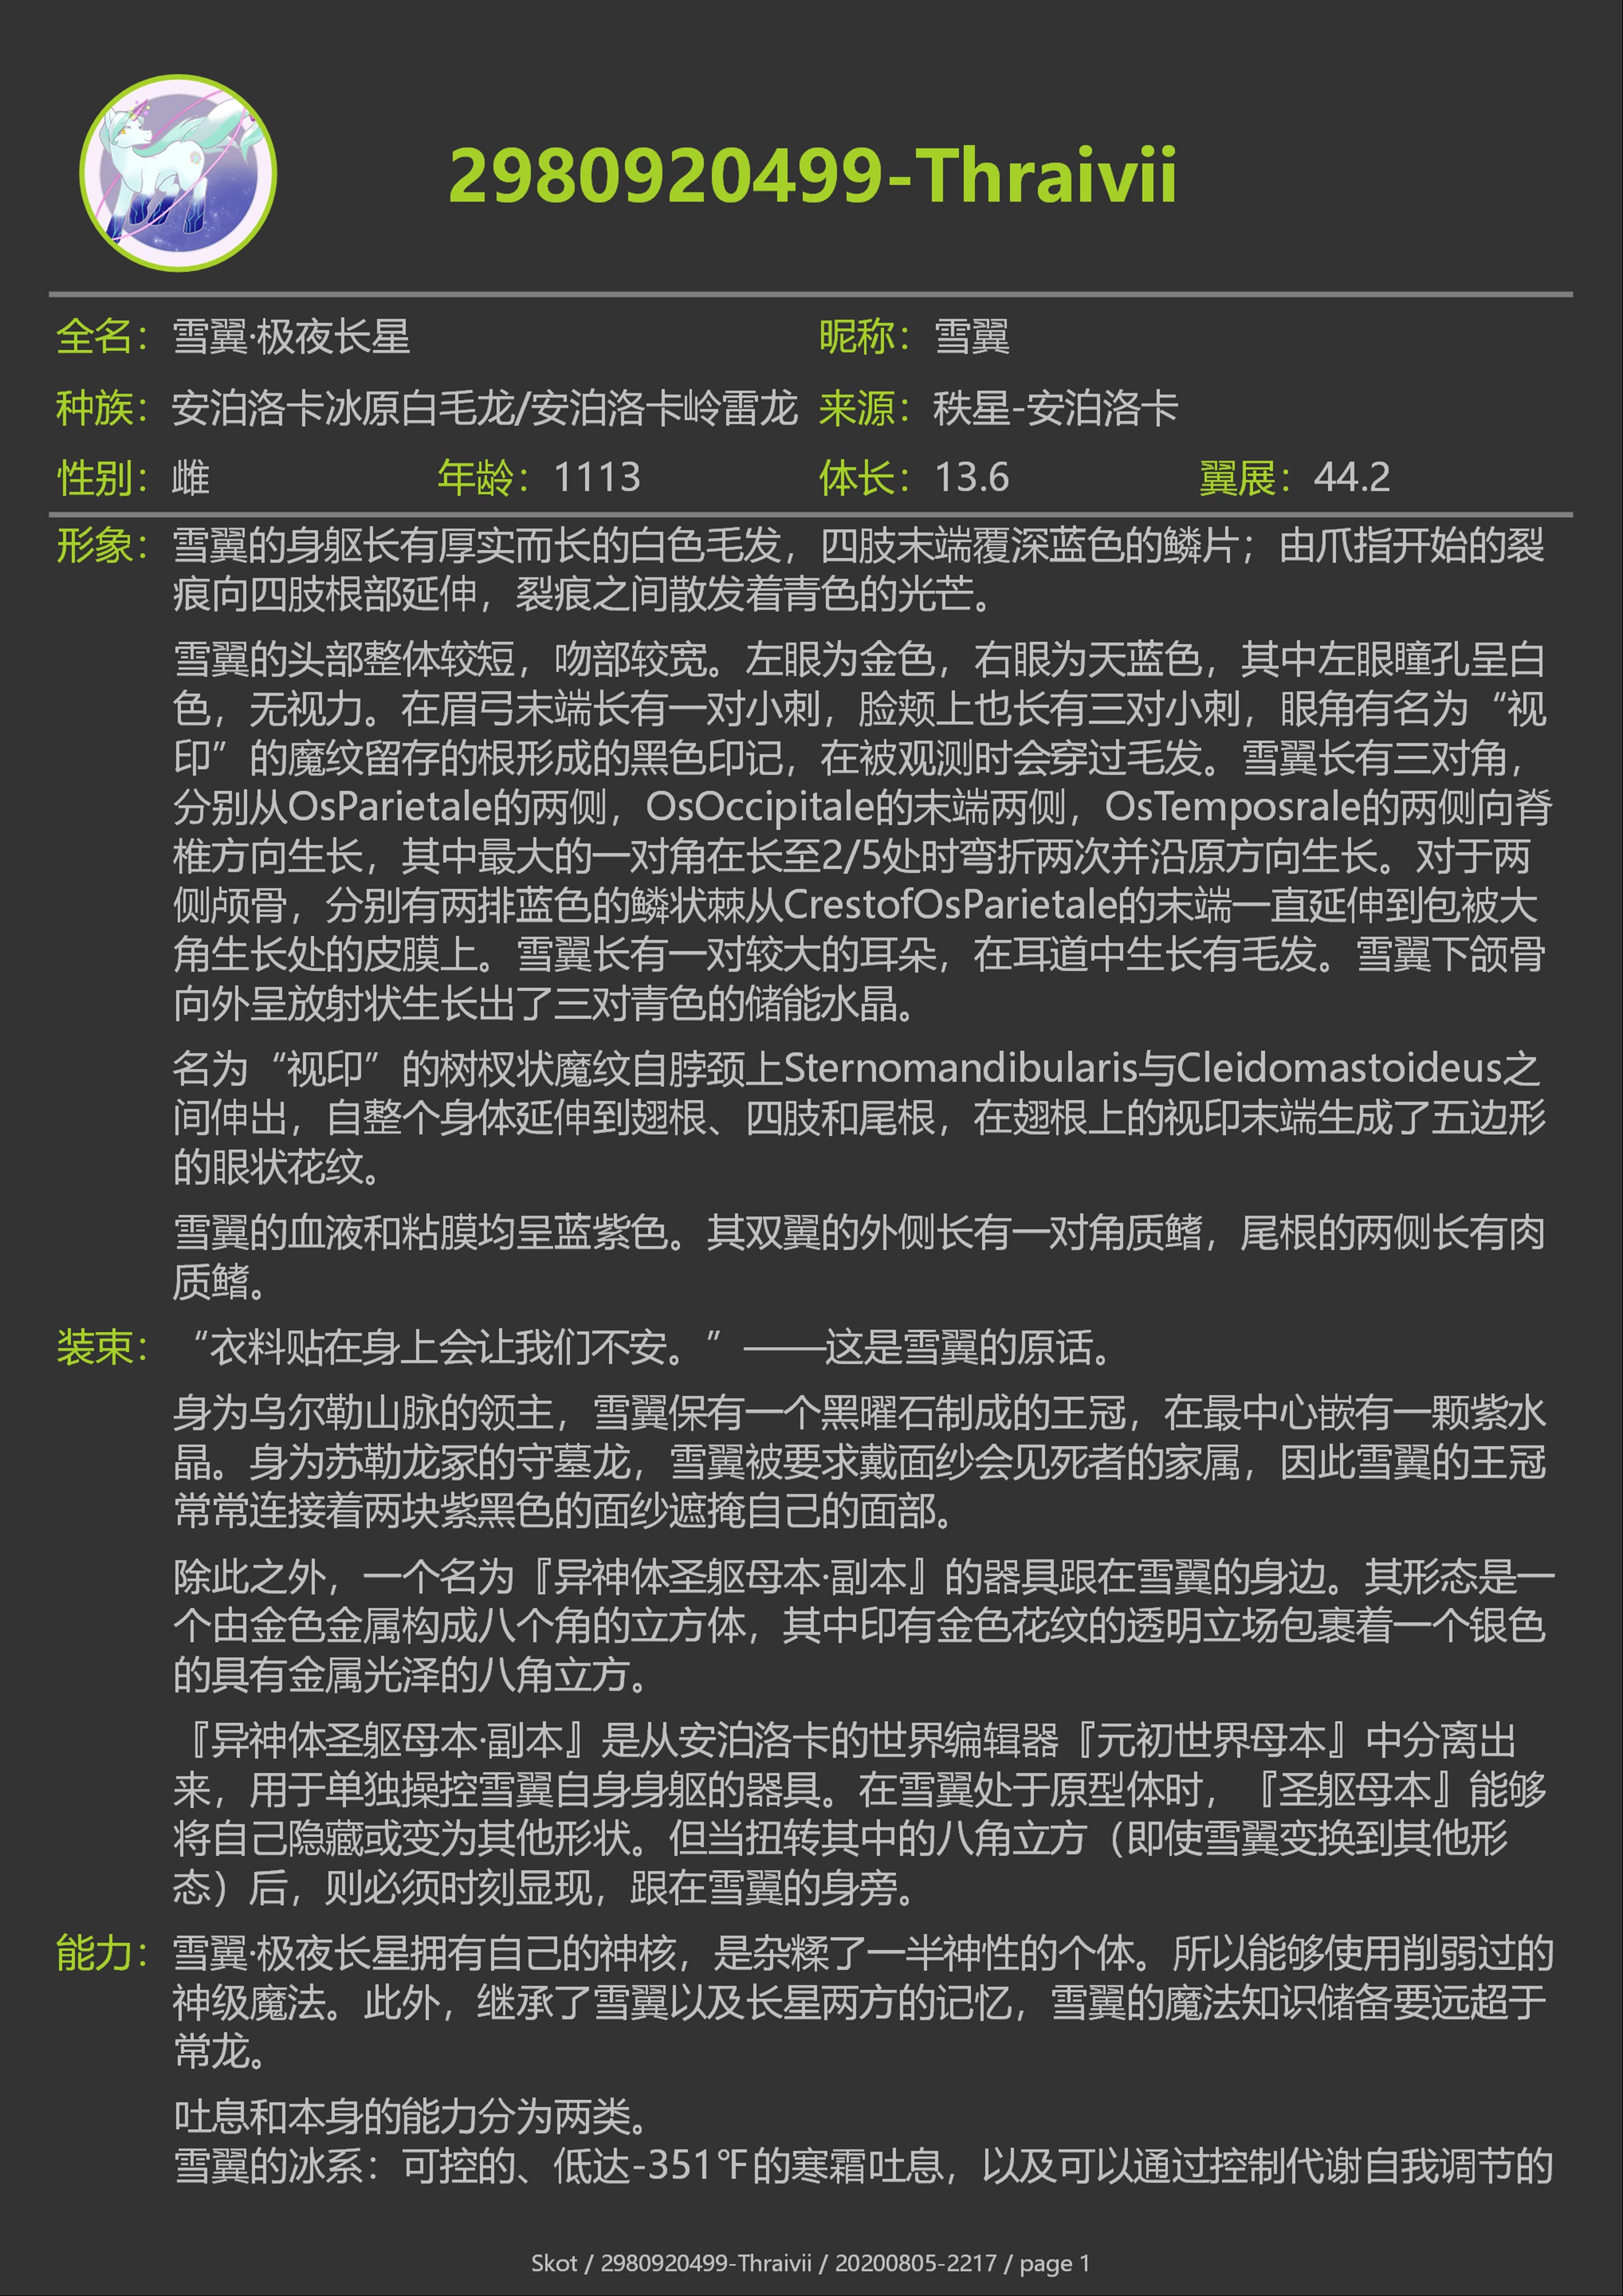 2980920499-Thraivii
全名：雪翼·极夜长星 昵称：雪翼
种族：安泊洛卡冰原白毛龙/安泊洛卡岭雷龙 来源：秩星-安泊洛卡
性别：雌 年龄：1113 体长：13.6 翼展：44.2
形象：雪翼的身躯长有厚实而长的白色毛发，四肢末端覆深蓝色的鳞片；由爪指开始的裂
痕向四肢根部延伸，裂痕之间散发着青色的光芒。
雪翼的头部整体较短，吻部较宽。左眼为金色，右眼为天蓝色，其中左眼瞳孔呈白
色，无视力。在眉弓末端长有一对小刺，脸颊上也长有三对小刺，眼角有名为“视
印”的魔纹留存的根形成的黑色印记，在被观测时会穿过毛发。雪翼长有三对角，
分别从OsParietale的两侧，OsOccipitale的末端两侧，OsTemposrale的两侧向脊
椎方向生长，其中最大的一对角在长至2/5处时弯折两次并沿原方向生长。对于两
侧颅骨，分别有两排蓝色的鳞状棘从CrestofOsParietale的末端一直延伸到包被大
角生长处的皮膜上。雪翼长有一对较大的耳朵，在耳道中生长有毛发。雪翼下颌骨
向外呈放射状生长出了三对青色的储能水晶。
名为“视印”的树杈状魔纹自脖颈上Sternomandibularis与Cleidomastoideus之
间伸出，自整个身体延伸到翅根、四肢和尾根，在翅根上的视印末端生成了五边形
的眼状花纹。
雪翼的血液和粘膜均呈蓝紫色。其双翼的外侧长有一对角质鳍，尾根的两侧长有肉
质鳍。
装束：“衣料贴在身上会让我们不安。”——这是雪翼的原话。
身为乌尔勒山脉的领主，雪翼保有一个黑曜石制成的王冠，在最中心嵌有一颗紫水
晶。身为苏勒龙冢的守墓龙，雪翼被要求戴面纱会见死者的家属，因此雪翼的王冠
常常连接着两块紫黑色的面纱遮掩自己的面部。
除此之外，一个名为『异神体圣躯母本·副本』的器具跟在雪翼的身边。其形态是一
个由金色金属构成八个角的立方体，其中印有金色花纹的透明立场包裹着一个银色
的具有金属光泽的八角立方。
『异神体圣躯母本·副本』是从安泊洛卡的世界编辑器『元初世界母本』中分离出
来，用于单独操控雪翼自身身躯的器具。在雪翼处于原型体时，『圣躯母本』能够
将自己隐藏或变为其他形状。但当扭转其中的八角立方（即使雪翼变换到其他形
态）后，则必须时刻显现，跟在雪翼的身旁。
能力：雪翼·极夜长星拥有自己的神核，是杂糅了一半神性的个体。所以能够使用削弱过的
神级魔法。此外，继承了雪翼以及长星两方的记忆，雪翼的魔法知识储备要远超于
常龙。
吐息和本身的能力分为两类。
雪翼的冰系：可控的、低达-351℉的寒霜吐息，以及可以通过控制代谢自我调节的
Skot / 2980920499-Thraivii / 20200805-2217 / page 1